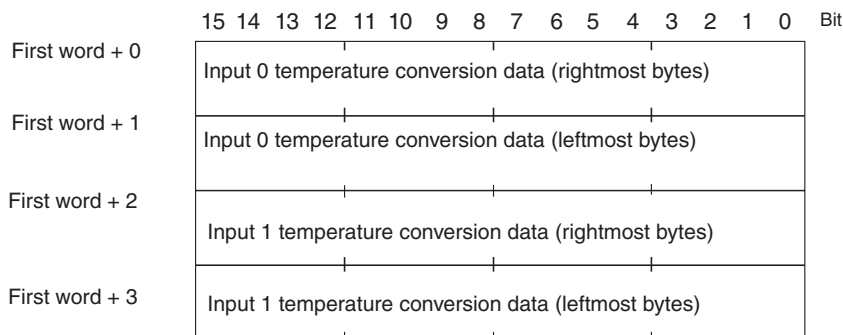 15 14 13 12 11 10 9 8 7 6 5 4 3 2 1 0 Bit
First word + 0
Input 0 temperature conversion data (rightmost bytes)
First word + 1
Input 0 temperature conversion data (leftmost bytes)
First word + 2
Input 1 temperature conversion data (rightmost bytes)
First word + 3
Input 1 temperature conversion data (leftmost bytes)